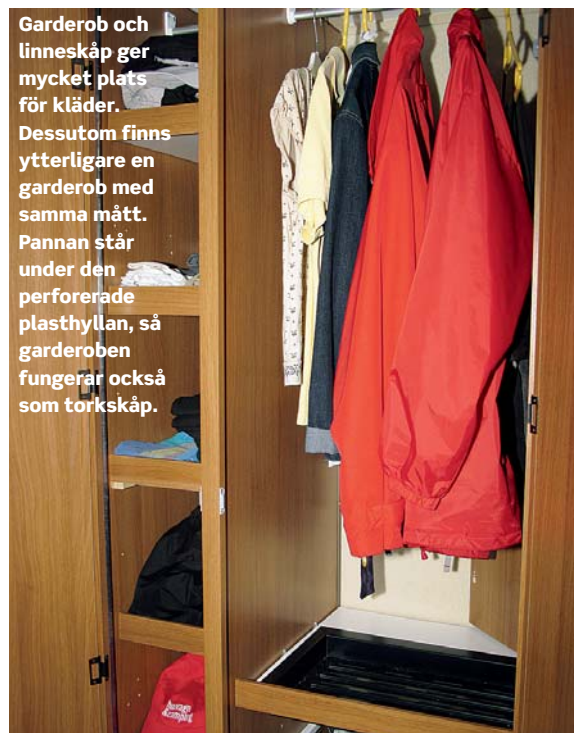 Garderob och
linneskåp ger
mycket plats
för kläder.
Dessutom finns
ytterligare en
garderob med
samma mått.
Pannan står
under den
perforerade
plasthyllan, så
garderoben
fungerar också
som torkskåp.